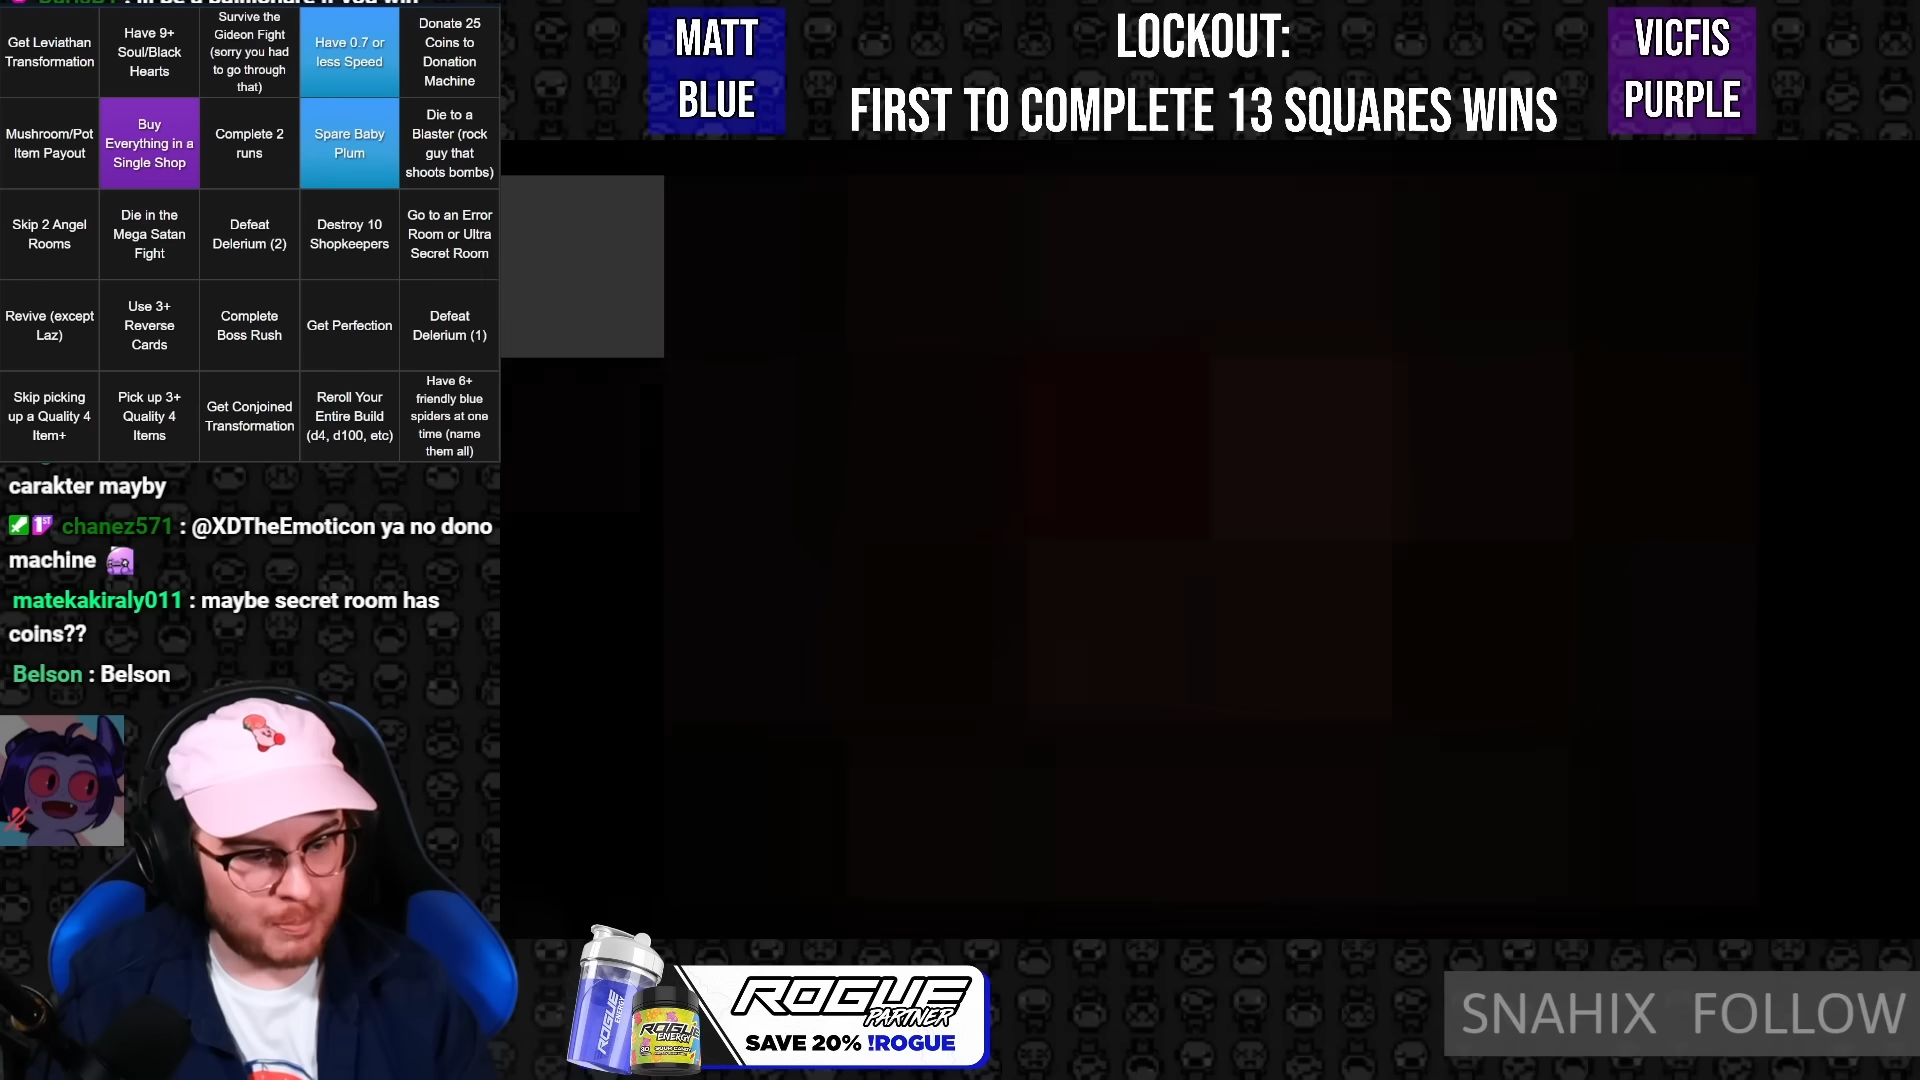 Get Leviathan
Transformation
Have 9+
Soul/Black
Hearts
Survive the
Gideon Fight
(sorry you had
to go through
that)
Have 0.7 or
less Speed
Donate 25
Coins to
Donation
Machine
Mushroom/Pot
Item Payout
Buy
Everything in a
Single Shop
Complete 2
runs
Spare Baby
Plum
Die to a
Blaster (rock
guy that
shoots bombs)
Skip 2 Angel
Rooms
Die in the
Mega Satan
Fight
Defeat
Delerium (2)
Destroy 10
Shopkeepers
Go to an Error
Room or Ultra
Secret Room
Revive (except
Laz)
Use 3+
Reverse
Cards
Complete
Boss Rush
Get Perfection
Defeat
Delerium (1)
Skip picking
up a Quality 4
Item+
Pick up 3+
Quality 4
Items
Get Conjoined
Transformation
Reroll Your
Entire Build
(d4, d100, etc)
Have 6+
friendly blue
spiders at one
time (name
them all)
MATT
BLUE
LOCKOUT:
FIRST TO COMPLETE 13 SQUARES WINS
VICFIS
PURPLE
carakter mayby
1ST chanez571 : @XDTheEmoticon ya no dono
machine
matekakiraly011 : maybe secret room has
coins??
Belson : Belson
ROGUE
ENERGY
ROGUE
ENERGY
ROGUE
PARTNER
SAVE 20% !ROGUE
SNAHIX FOLLOW